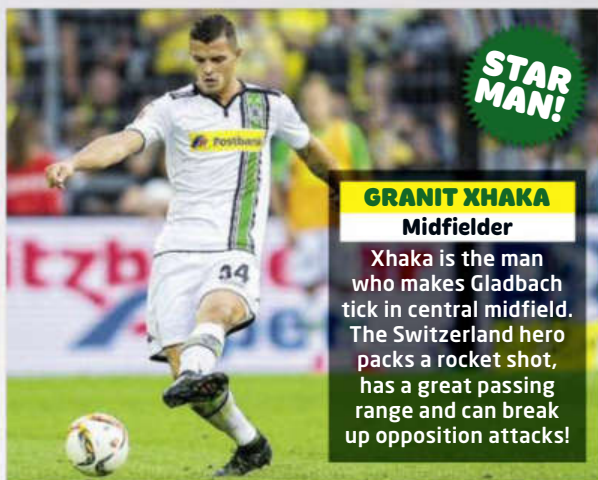 STAR
MAN!
Postbank
34
GRANIT XHAKA
Midfielder
Xhaka is the man
who makes Gladbach
tick in central midfield.
The Switzerland hero
packs a rocket shot,
has a great passing
range and can break
up opposition attacks!
itzb